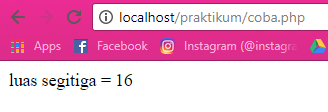 localhost/praktikum/coba.php
Apps Facebook Instagram (@instagra
luas segitiga = 16